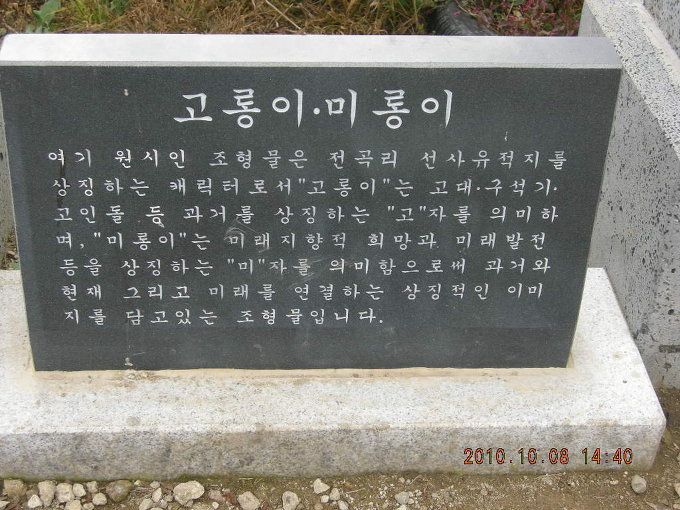 고롱이·미롱이
여기 원시인 조형물은 전곡리 선사유적지를
상징하는 캐릭터로서"고롱이"는 고대·구석기·
고인돌 등 과거를 상징하는 "고"자를 의미하
며,"미롱이"는 미래지향적 희망과 미래발전
등을 상징하는 "미"자를 의미함으로써 과거와
현재 그리고 미래를 연결하는 상징적인 이미
지를 담고있는 조형물입니다.
2010.10.08 14:40